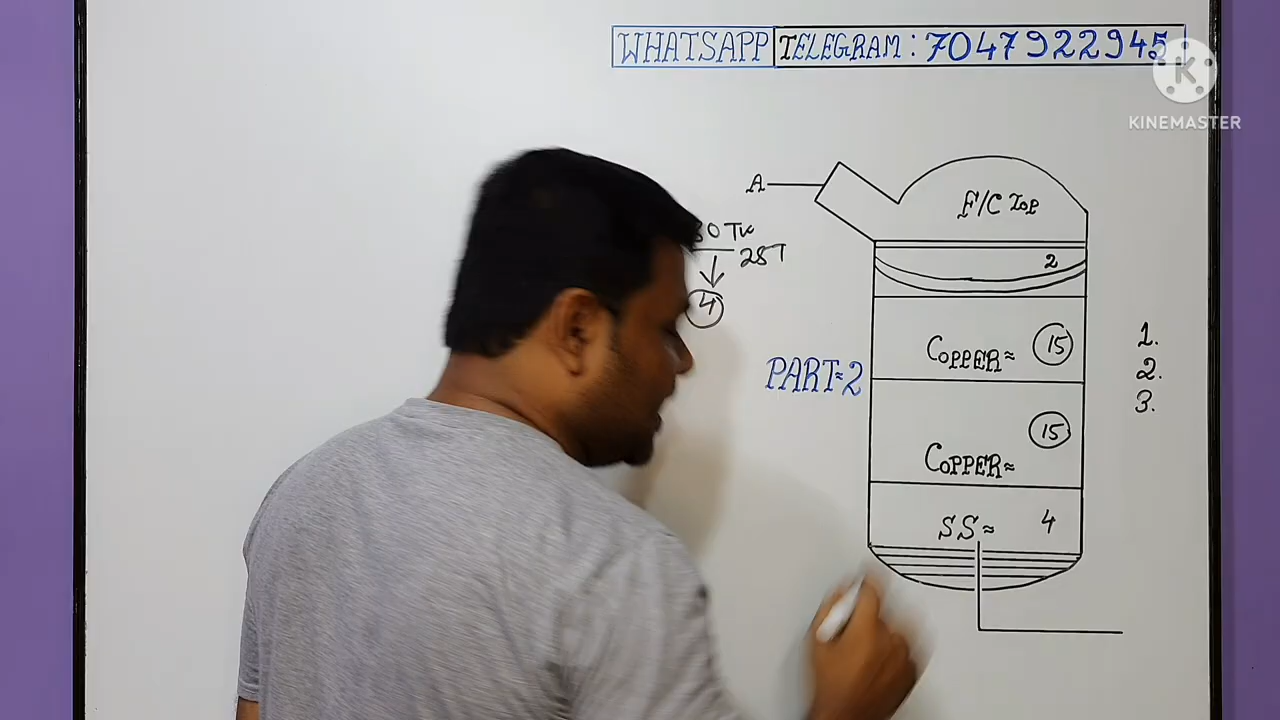 WHATSAPP TELEGRAM : 7047922945
KINEMASTER
A
F/C TOP
28T
4
2
COPPER≈ 15
PART≈2
1.
2.
3.
15
COPPER≈
SS≈ 4